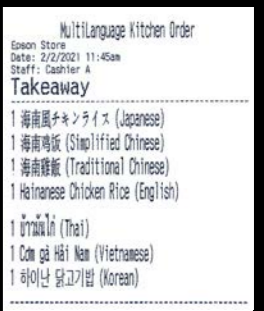 MultiLanguage Kitchen Order
Epson Store
Date: 2/2/2021 11:45am
Staff: Cashier A
Takeaway
1 海南風チキンライス (Japanese)
1 海南鸡饭 (Simplified Chinese)
1 海南雞飯 (Traditional Chinese)
1 Hainanese Chicken Rice (English)
1 ข้าวมันไก่ (Thai)
1 Cơm gà Hải Nam (Vietnamese)
1 하이난 닭고기밥 (Korean)